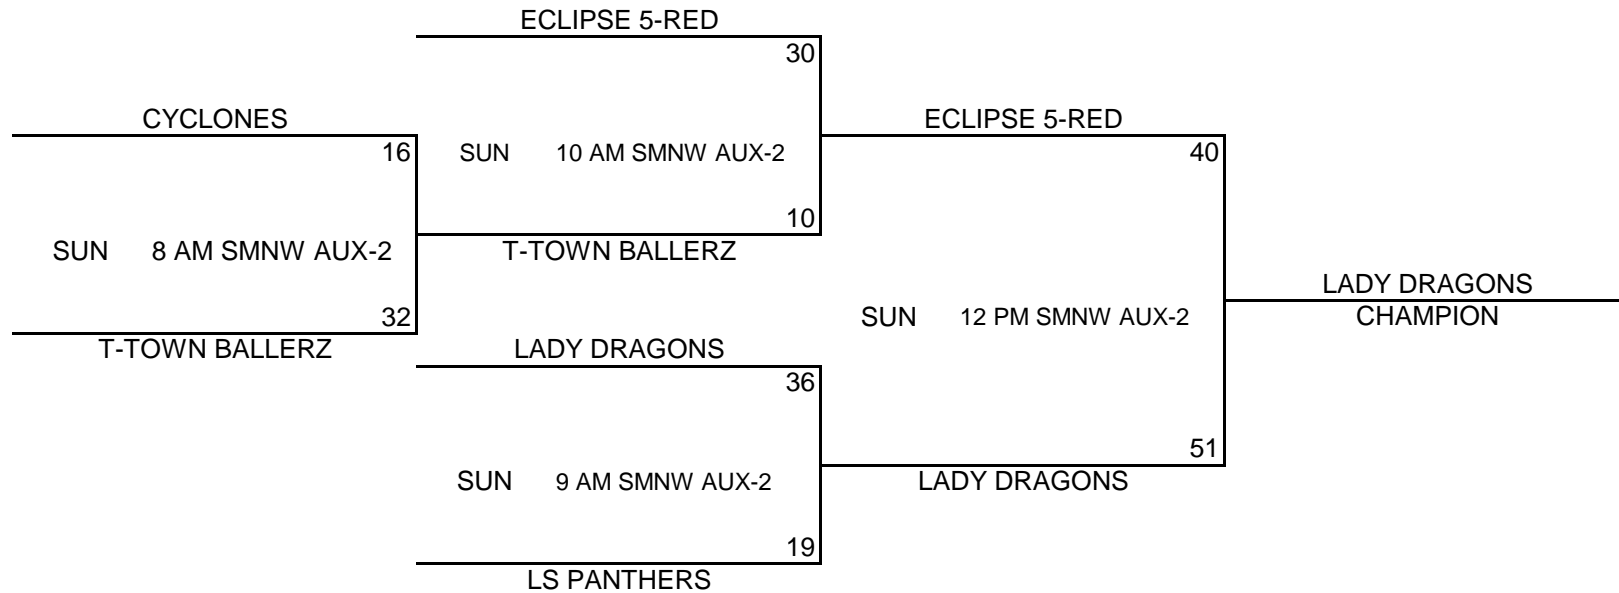 ECLIPSE 5-RED
30
CYCLONES
ECLIPSE 5-RED
16
SUN 10 AM SMNW AUX-2
40
10
SUN 8 AM SMNW AUX-2
T-TOWN BALLERZ
LADY DRAGONS
32
SUN 12 PM SMNW AUX-2
CHAMPION
T-TOWN BALLERZ
LADY DRAGONS
36
51
SUN 9 AM SMNW AUX-2
LADY DRAGONS
19
LS PANTHERS